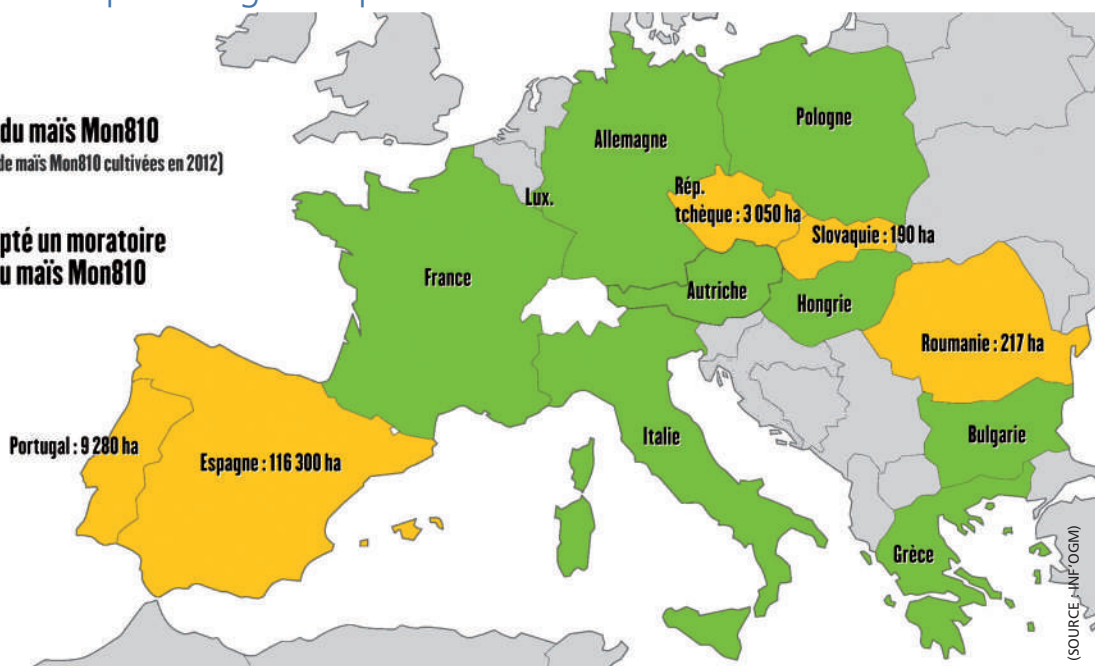 du maïs Mon810
de maïs Mon810 cultivées en 2012)
pté un moratoire
u maïs Mon810
Pologne
Allemagne
Lux.
Rép.
tchèque : 3 050 ha
Slovaquie : 190 ha
France
Autriche
Hongrie
Roumanie : 217 ha
Portugal : 9 280 ha
Espagne : 116 300 ha
Italie
Bulgarie
Grèce
(SOURCE : INF'OGM)